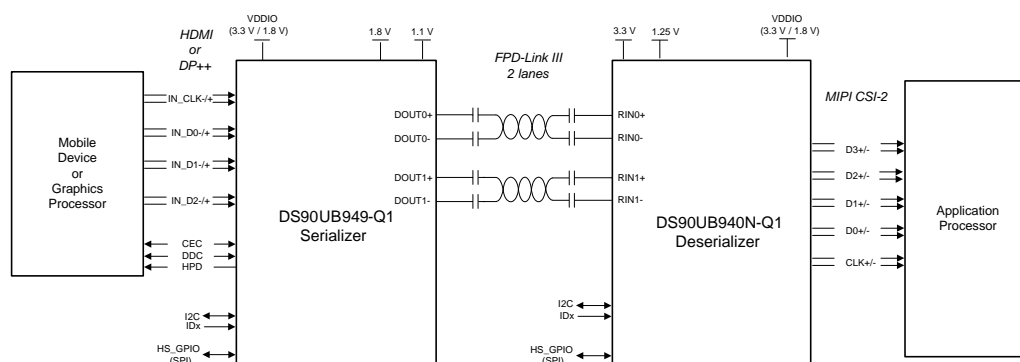 HDMI
or
DP++
VDDIO
(3.3 V / 1.8 V)
1.8 V
1.1 V
FPD-Link III
2 lanes
3.3 V
1.25 V
VDDIO
(3.3 V / 1.8 V)
MIPI CSI-2
Mobile
Device
or
Graphics
Processor
IN_CLK-/+
IN_D0-/+
IN_D1-/+
IN_D2-/+
CEC
DDC
HPD
I2C
IDx
HS_GPIO
(SPI)
DOUT0+
DOUT0-
DOUT1+
DOUT1-
DS90UB949-Q1
Serializer
RIN0+
RIN0-
RIN1+
RIN1-
DS90UB940N-Q1
Deserializer
I2C
IDx
HS_GPIO
(SPI)
D3+/-
D2+/-
D1+/-
D0+/-
CLK+/-
Application
Processor